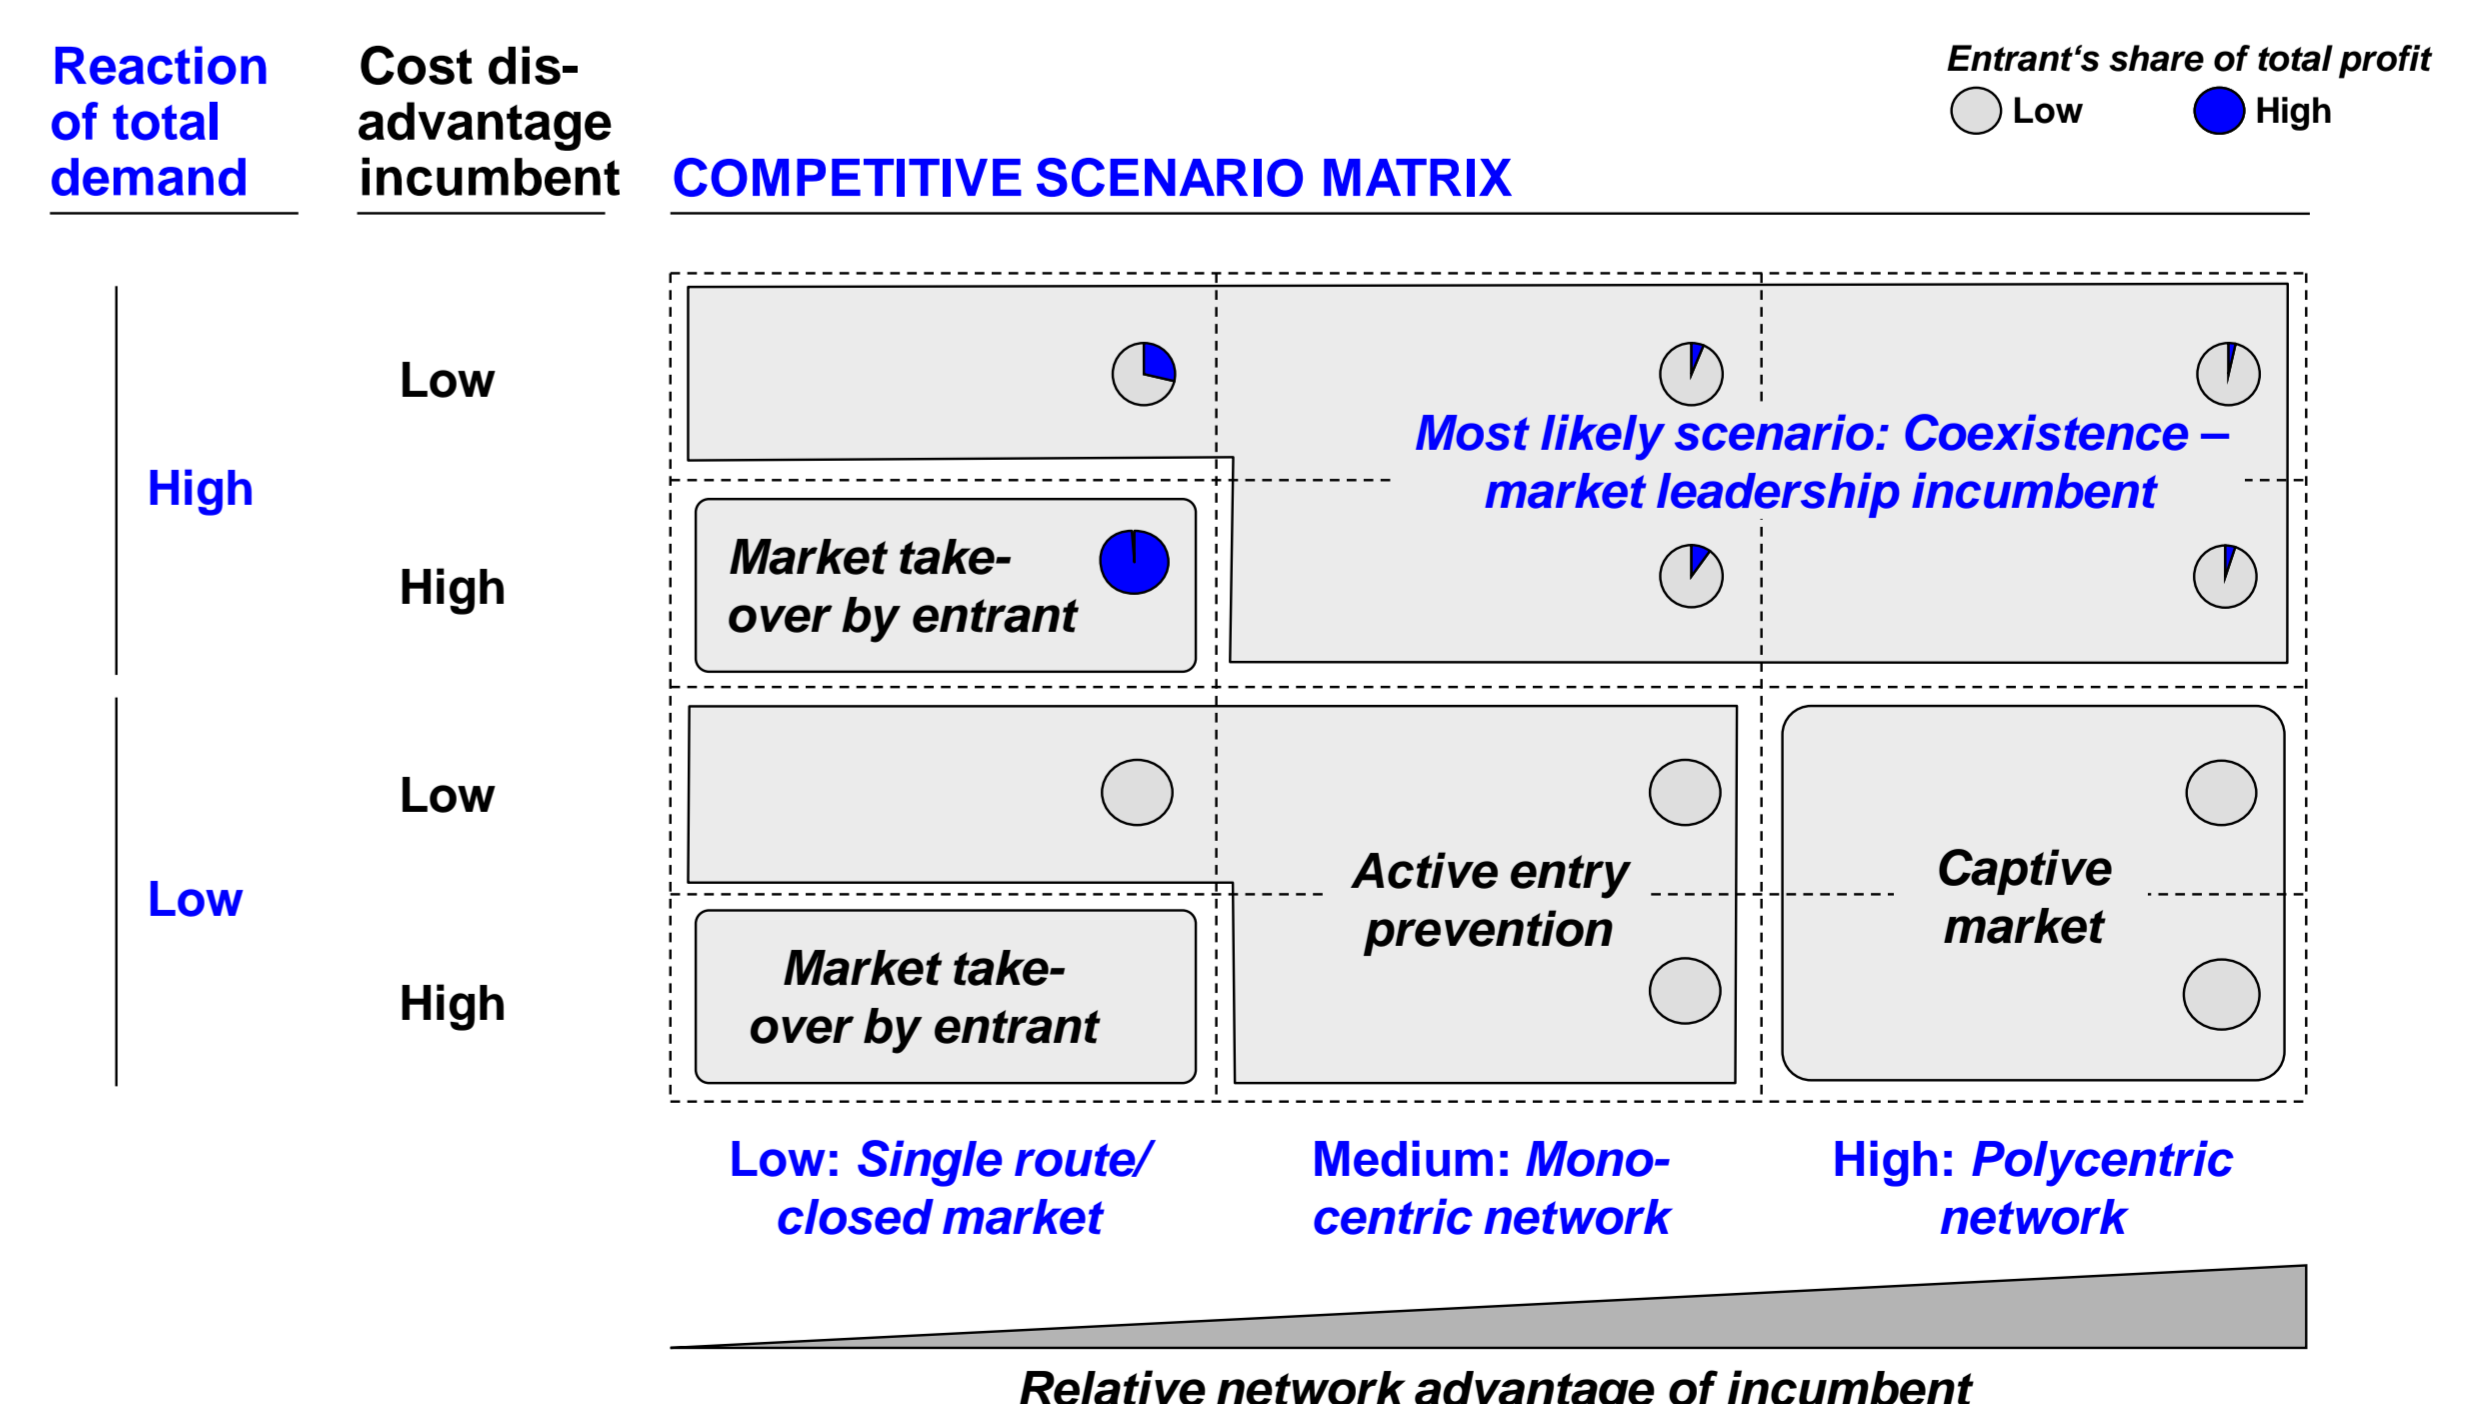 Reaction
of total
demand
Cost dis-
advantage
incumbent
COMPETITIVE SCENARIO MATRIX
Entrant‘s share of total profit
Low
High
High
Low
High
Most likely scenario: Coexistence –
market leadership incumbent
Market take-
over by entrant
Low
Low
High
Active entry
prevention
Captive
market
Market take-
over by entrant
Low: Single route/
closed market
Medium: Mono-
centric network
High: Polycentric
network
Relative network advantage of incumbent